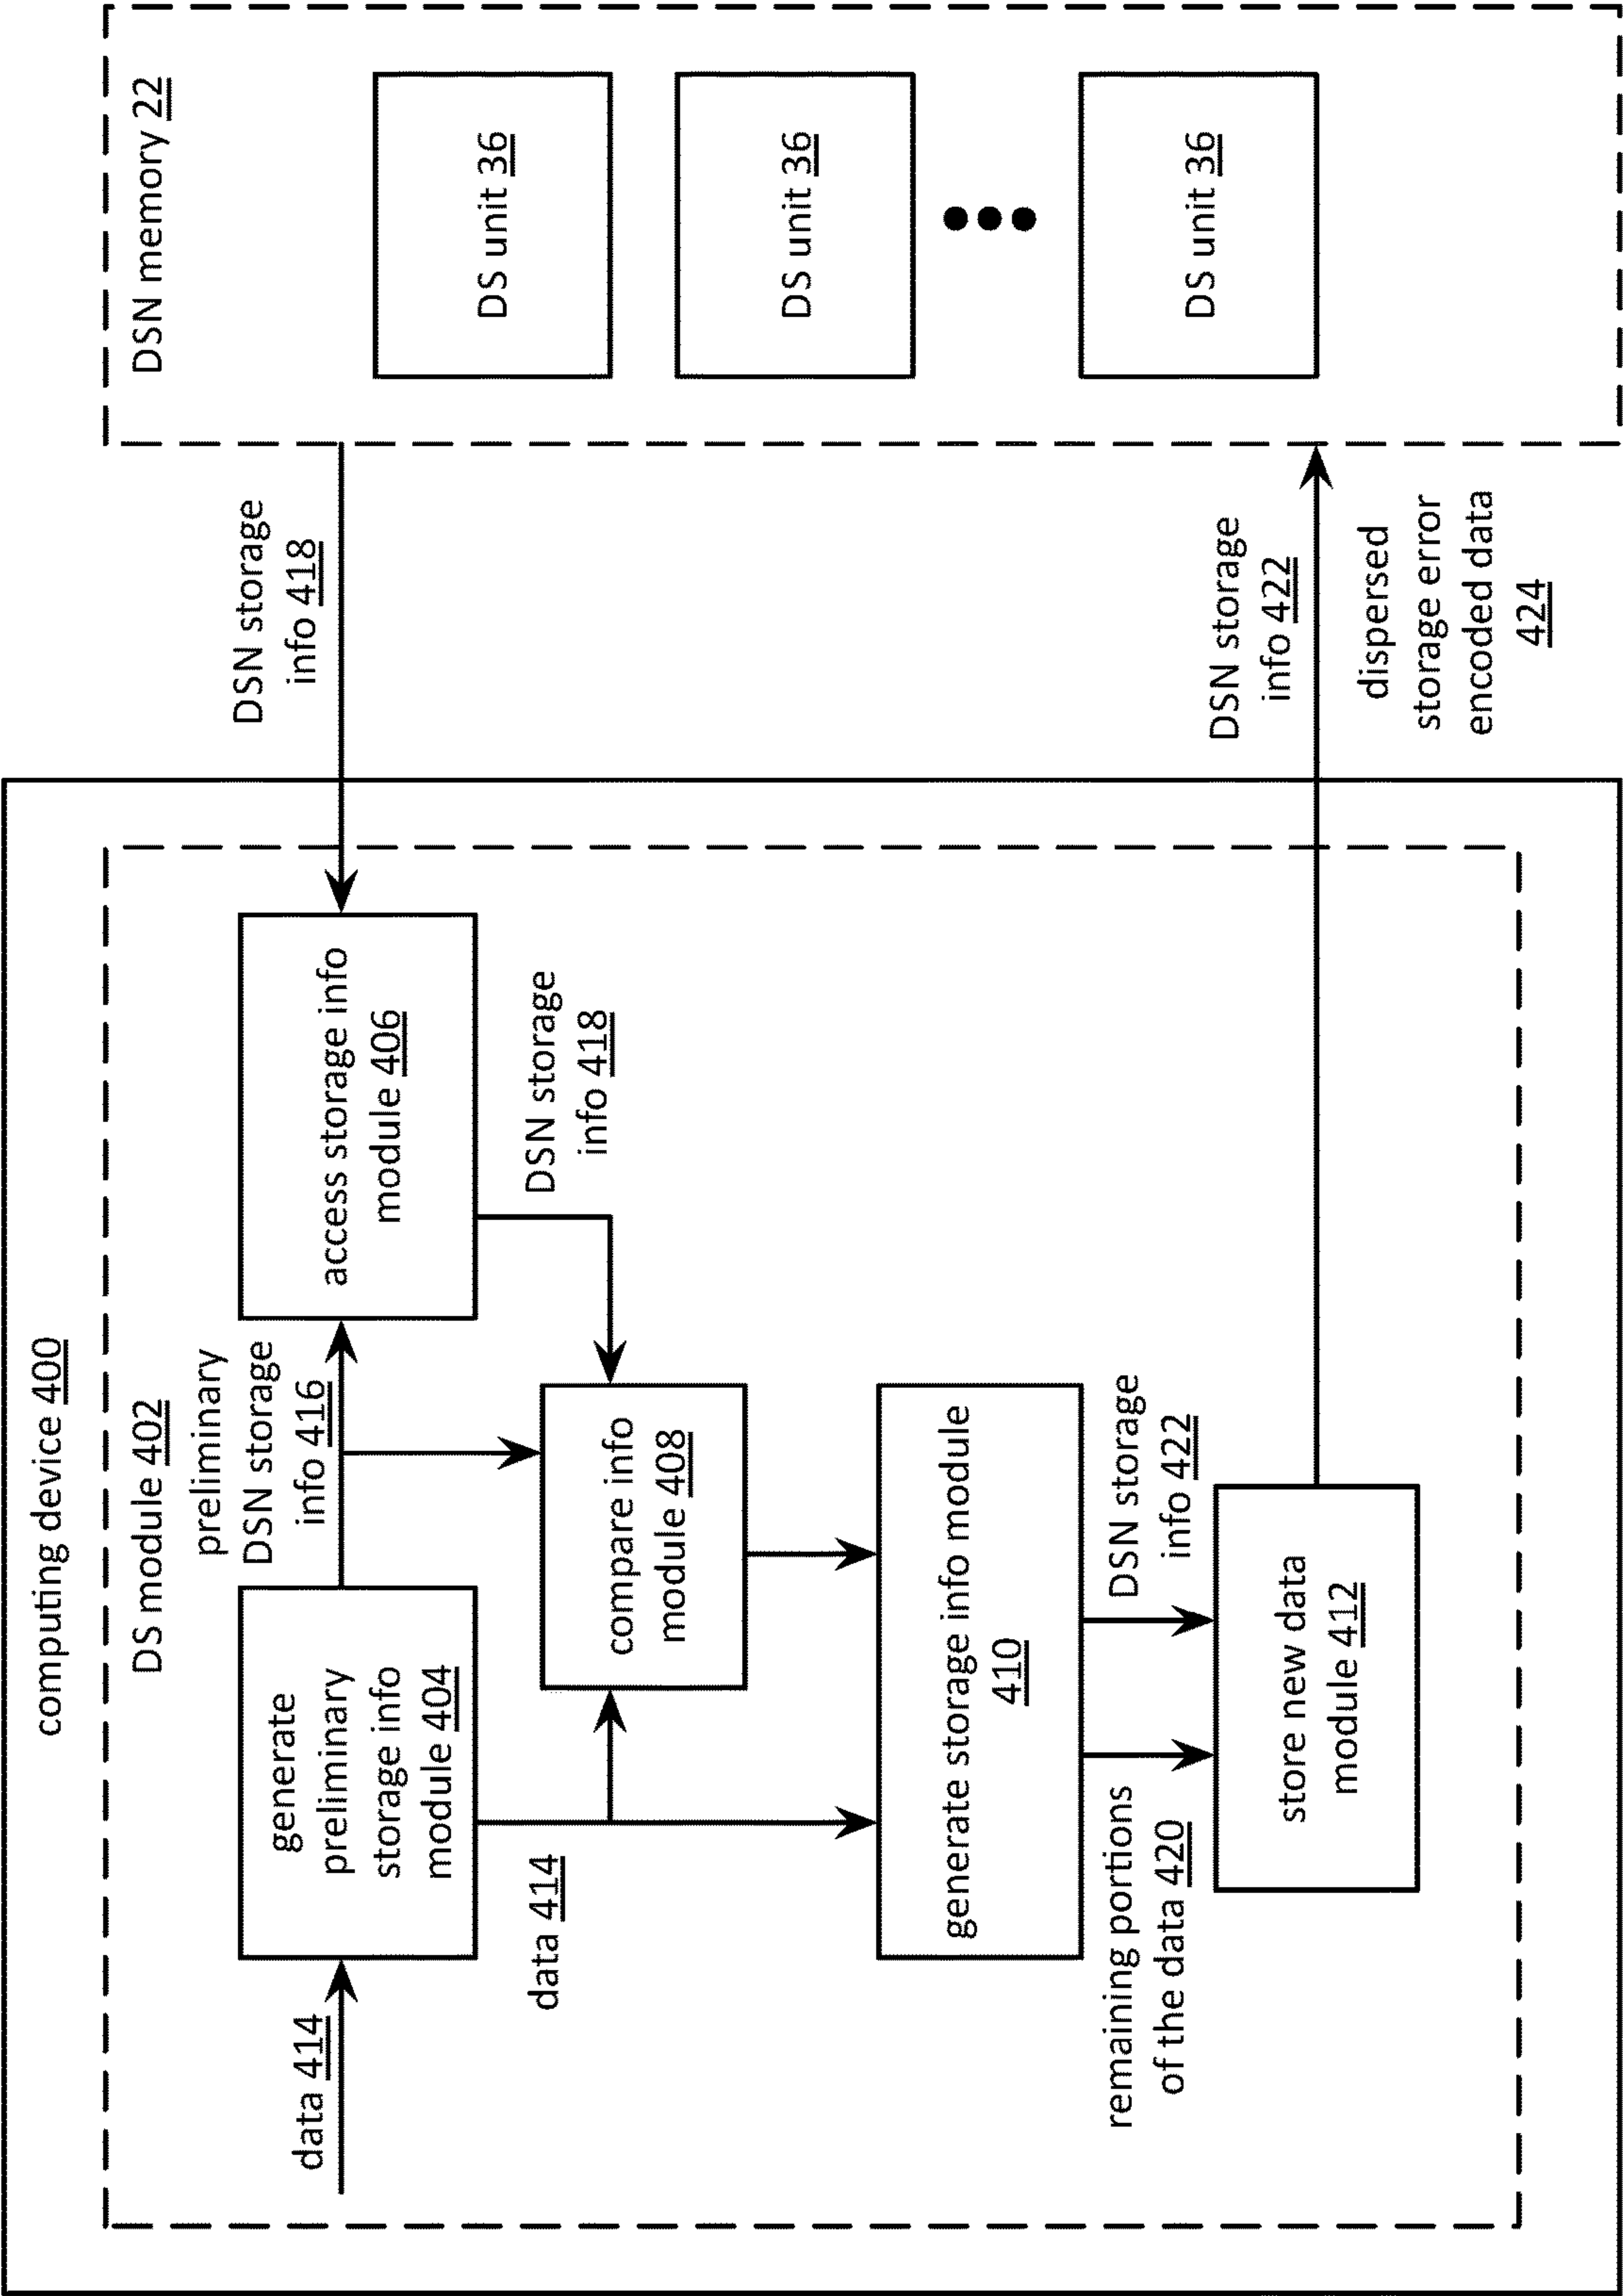 computing device 400
DS module 402
data 414
generate
preliminary
storage info
module 404
preliminary
DSN storage
info 416
access storage info
module 406
DSN storage
info 418
data 414
compare info
module 408
DSN storage
info 418
generate storage info module
410
remaining portions
of the data 420
DSN storage
info 422
store new data
module 412
DSN storage
info 422
dispersed
storage error
encoded data
424
DSN memory 22
DS unit 36
DS unit 36
DS unit 36